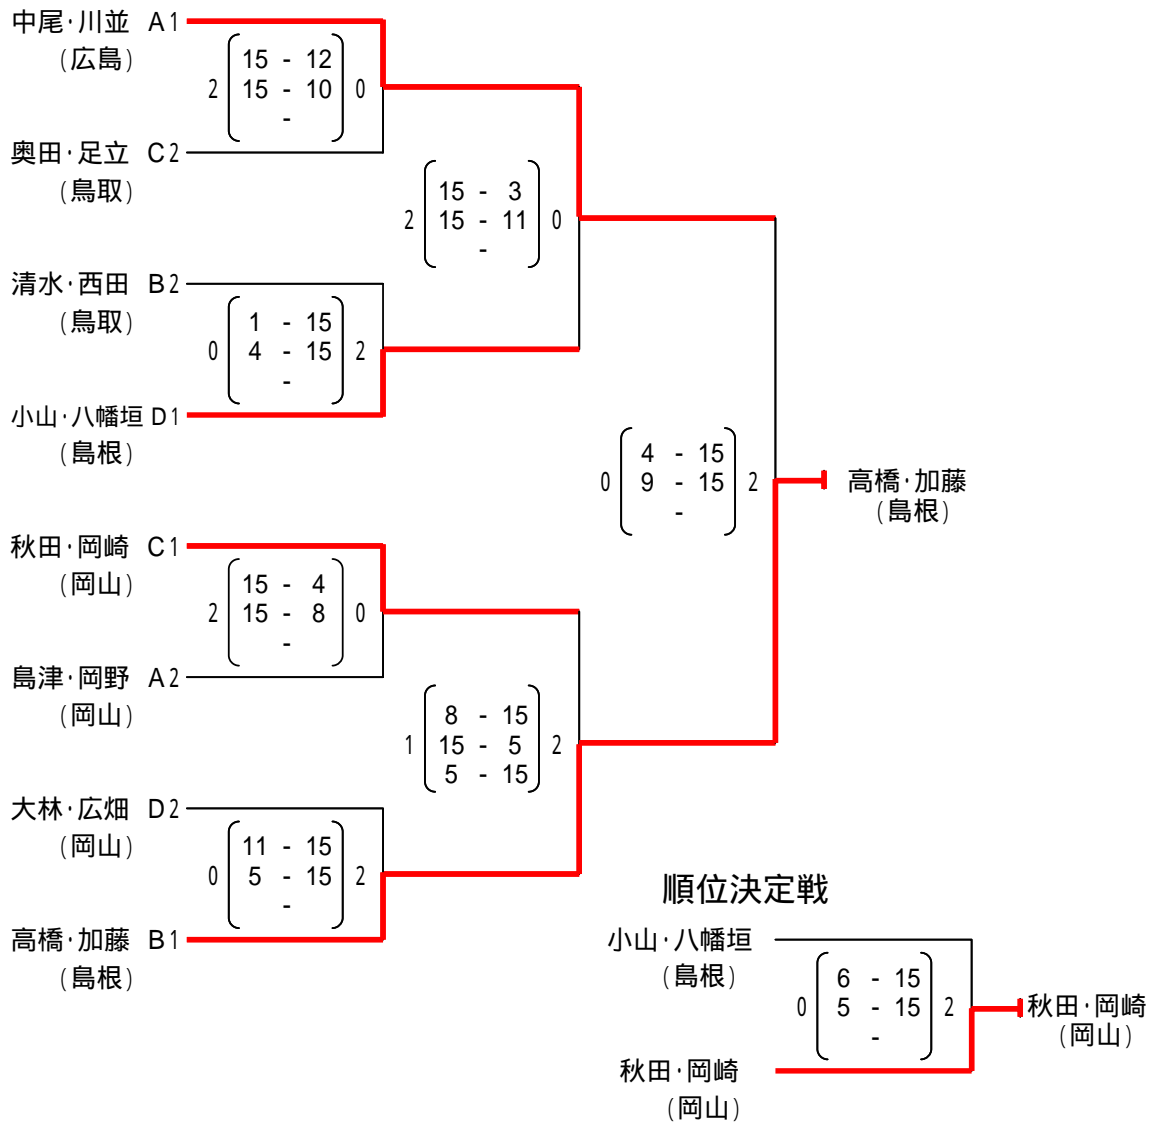 中尾・川並 A1
(広島)
15 - 12
2 15 - 10 0
-
奥田・足立 C2
(鳥取)
15 - 3
2 15 - 11 0
-
清水・西田 B2
(鳥取)
1 - 15
0 4 - 15 2
-
小山・八幡垣 D1
(島根)
4 - 15
0 9 - 15 2
-
高橋・加藤
(島根)
秋田・岡崎 C1
(岡山)
15 - 4
2 15 - 8 0
-
島津・岡野 A2
(岡山)
8 - 15
1 15 - 5 2
5 - 15
大林・広畑 D2
(岡山)
11 - 15
0 5 - 15 2
-
高橋・加藤 B1
(島根)
順位決定戦
小山・八幡垣
(島根)
6 - 15
0 5 - 15 2
-
秋田・岡崎
(岡山)
秋田・岡崎
(岡山)